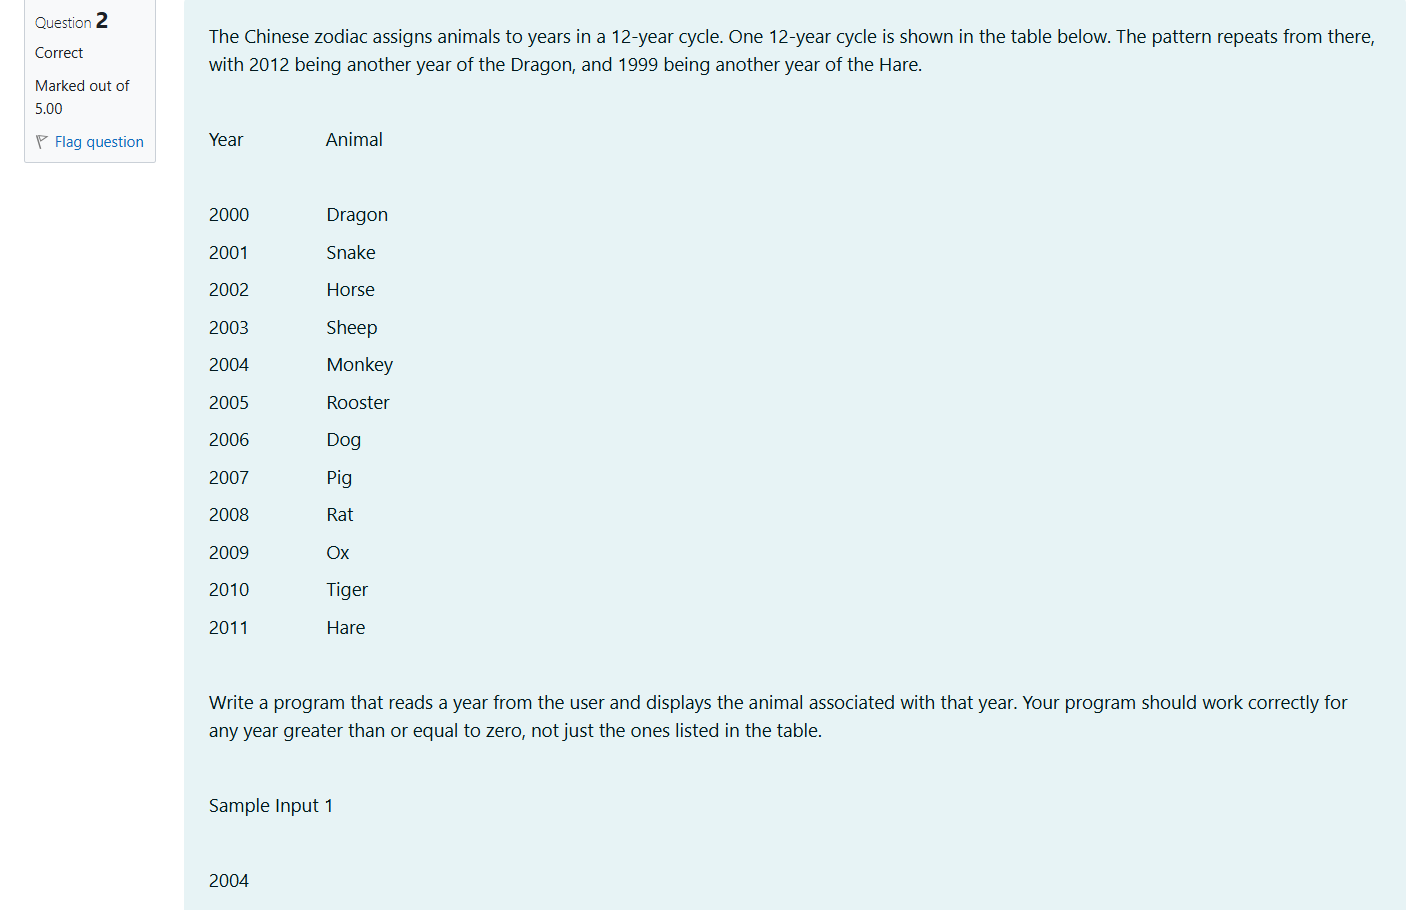 Question 2
Correct
Marked out of
5.00
Flag question
The Chinese zodiac assigns animals to years in a 12-year cycle. One 12-year cycle is shown in the table below. The pattern repeats from there,
with 2012 being another year of the Dragon, and 1999 being another year of the Hare.
Year Animal
2000 Dragon
2001 Snake
2002 Horse
2003 Sheep
2004 Monkey
2005 Rooster
2006 Dog
2007 Pig
2008 Rat
2009 Ox
2010 Tiger
2011 Hare
Write a program that reads a year from the user and displays the animal associated with that year. Your program should work correctly for
any year greater than or equal to zero, not just the ones listed in the table.
Sample Input 1
2004